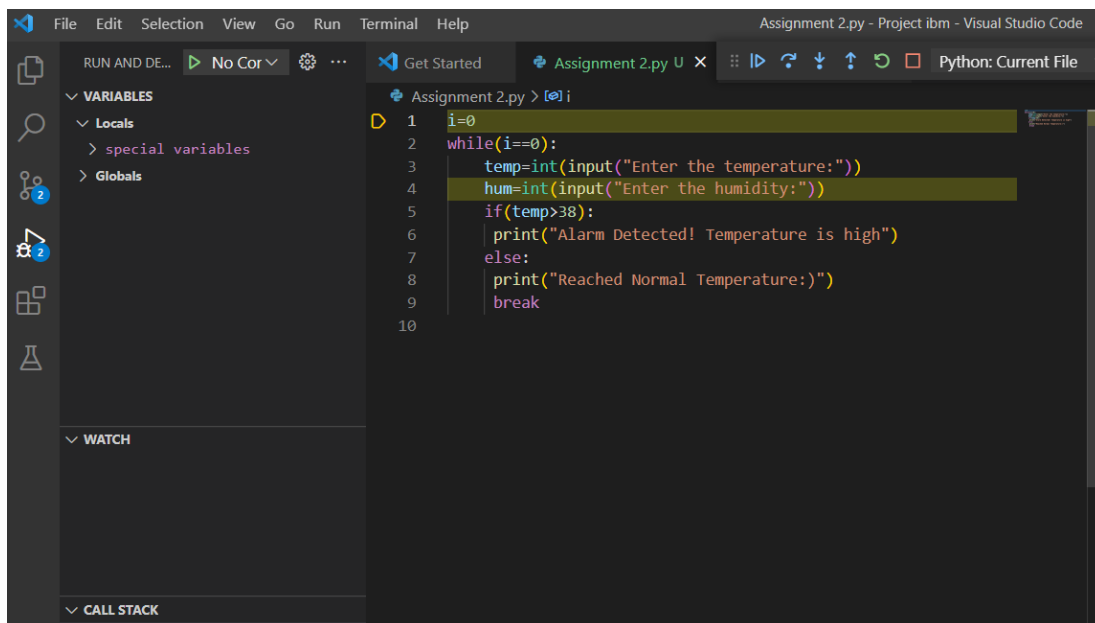 File Edit Selection View Go Run Terminal Help Assignment 2.py - Project ibm - Visual Studio Code
RUN AND DE... No Cor ... Get Started Assignment 2.py U Python: Current File
VARIABLES
Locals
special variables
Globals
Assignment 2.py > i
1 i=0
2 while(i==0):
3     temp=int(input("Enter the temperature:"))
4     hum=int(input("Enter the humidity:"))
5     if(temp>38):
6      print("Alarm Detected! Temperature is high")
7     else:
8      print("Reached Normal Temperature:)")
9      break
10
2
2
WATCH
CALL STACK